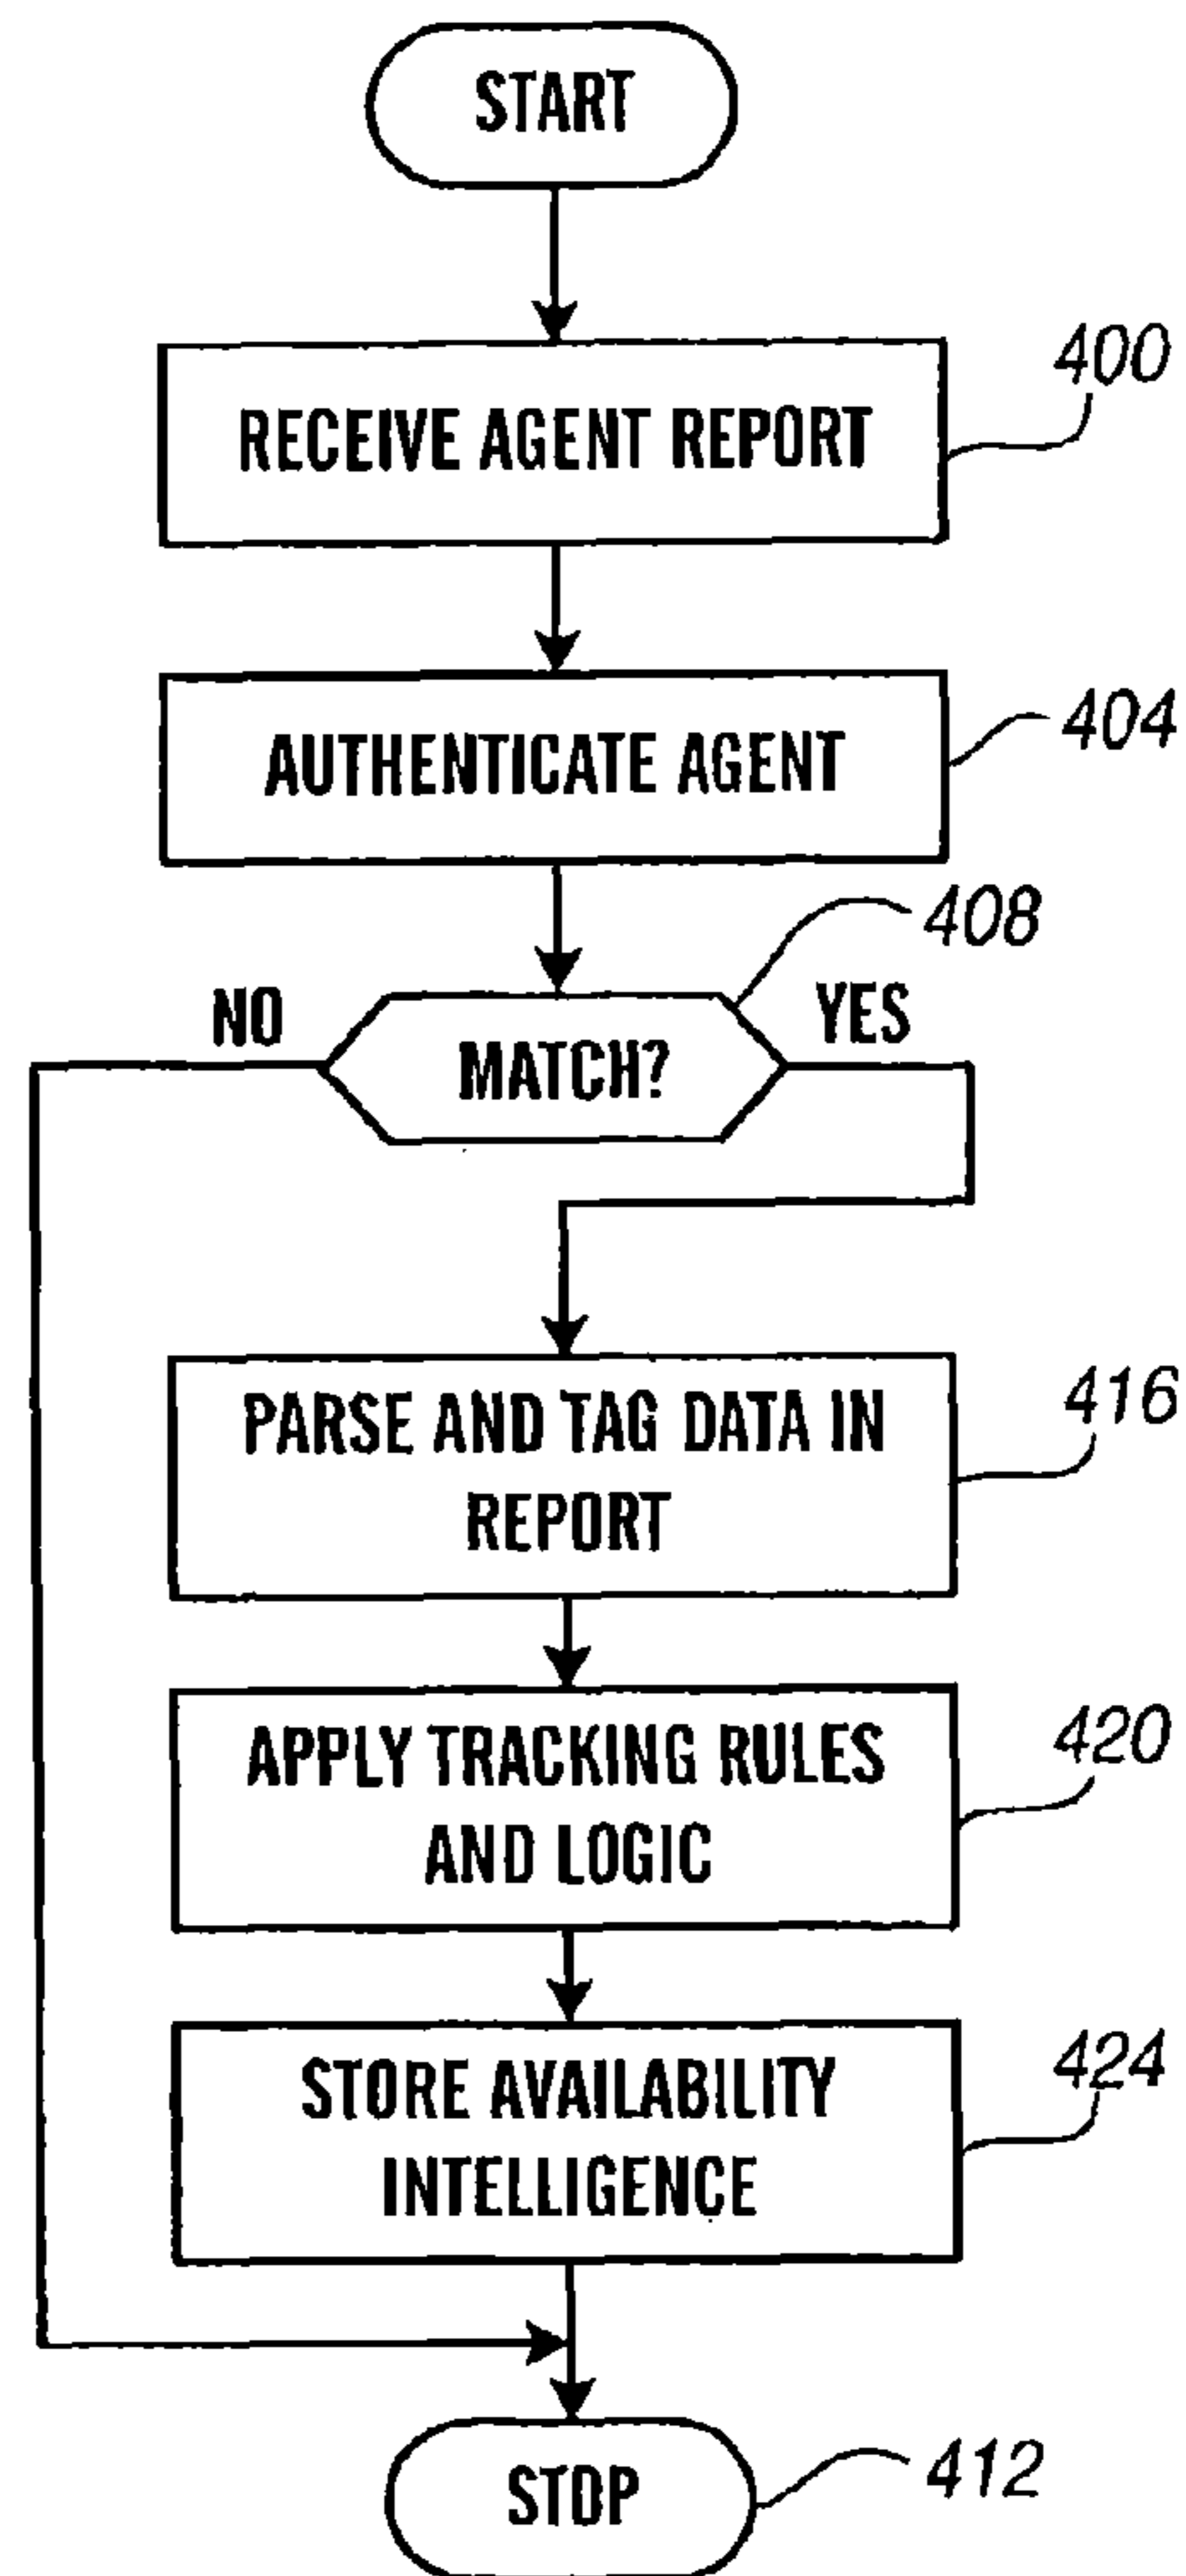 START
RECEIVE AGENT REPORT
400
AUTHENTICATE AGENT
404
408
NO
YES
MATCH?
PARSE AND TAG DATA IN
REPORT
416
APPLY TRACKING RULES
AND LOGIC
420
STORE AVAILABILITY
INTELLIGENCE
424
STOP
412